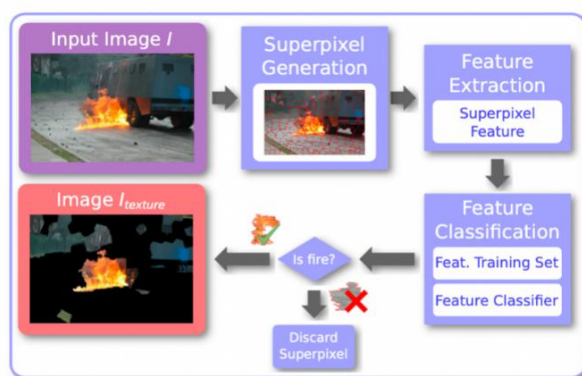 Input Image I
Superpixel
Generation
Feature
Extraction
Superpixel
Feature
Feature
Classification
Feat. Training Set
Feature Classifier
Is fire?
Discard
Superpixel
Image I texture